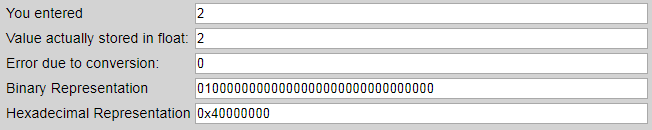 You entered 2
Value actually stored in float: 2
Error due to conversion: 0
Binary Representation 01000000000000000000000000000000
Hexadecimal Representation 0x40000000